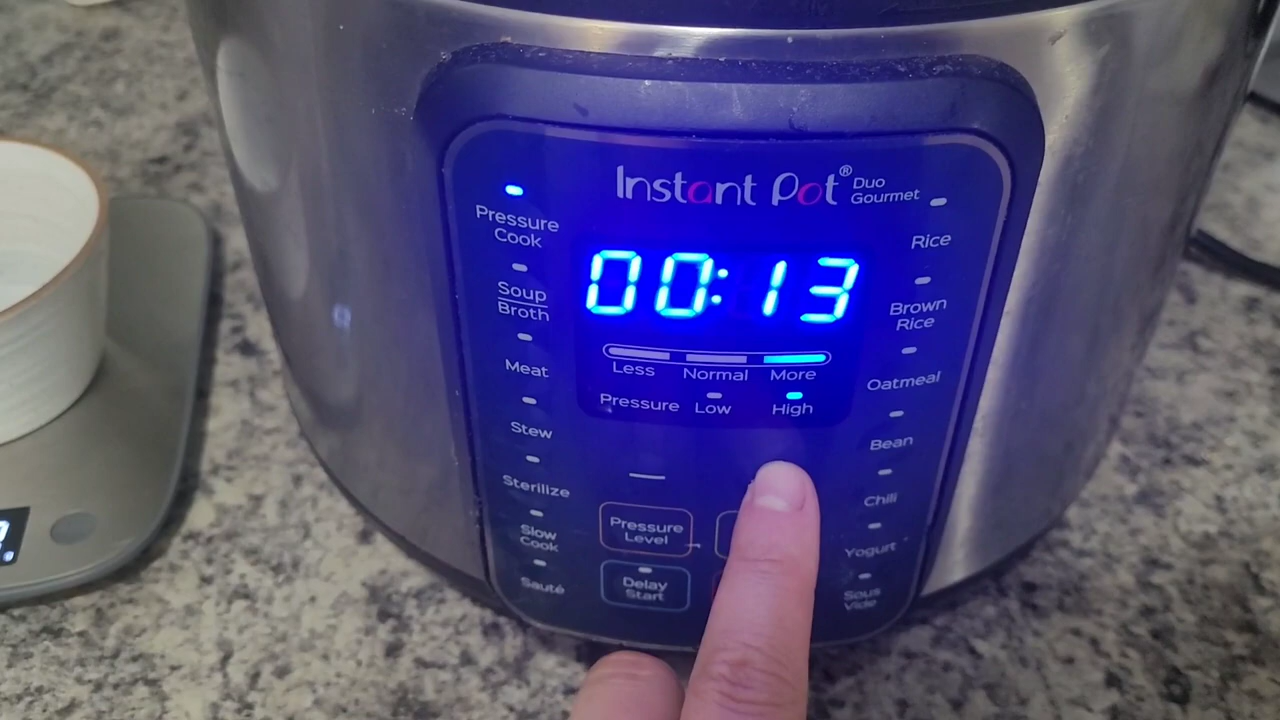 Instant Pot® Duo
Gourmet
Pressure
Cook
Soup
Broth
Meat
Stew
Sterilize
Slow
Cook
Sauté
00:13
Less Normal More
Pressure Low High
Pressure
Level
Delay
Start
Rice
Brown
Rice
Oatmeal
Bean
Chili
Yogurt
Sous
Vide